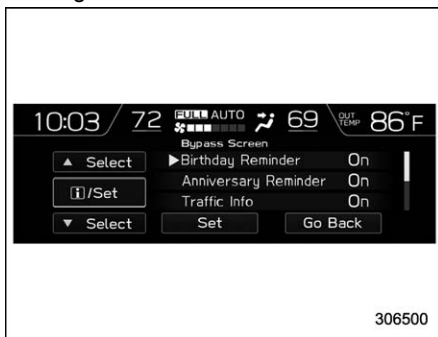 10:03 72 FULL AUTO 69 OUT TEMP 86°F
Bypass Screen
▲ Select ▶Birthday Reminder On
Anniversary Reminder On
i/Set
Traffic Info On
▼ Select Set Go Back
306500